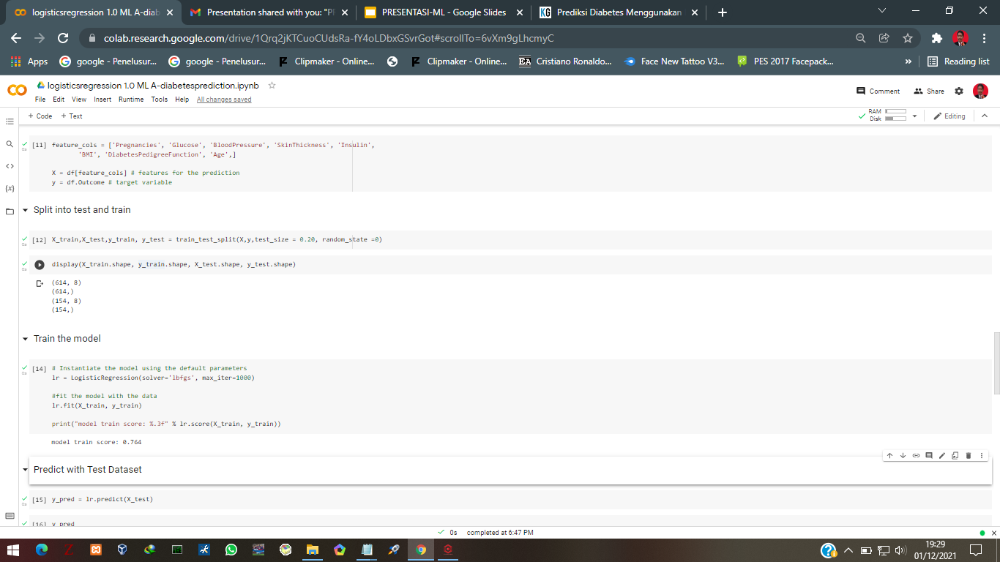 logisticsregression 1.0 ML A-diab
Presentation shared with you: "PF
PRESENTASI-ML - Google Slides
KG Prediksi Diabetes Menggunakan
colab.research.google.com/drive/1Qrq2jKTCuoCUdsRa-fY4oLDbxGSvrGot#scrollTo=6vXm9gLhcmyC
Apps
google - Penelusur...
google - Penelusur...
Clipmaker - Online...
Clipmaker - Online...
EA Cristiano Ronaldo...
Face New Tattoo V3...
PES 2017 Facepack...
»
Reading list
logisticsregression 1.0 ML A-diabetesprediction.ipynb
Comment
Share
File Edit View Insert Runtime Tools Help All changes saved
+ Code + Text
RAM
Disk
Editing
[11] feature_cols = ['Pregnancies', 'Glucose', 'BloodPressure', 'SkinThickness', 'Insulin',
'BMI', 'DiabetesPedigreeFunction', 'Age',]
X = df[feature_cols] # features for the prediction
y = df.Outcome # target variable
Split into test and train
[12] X_train,X_test,y_train, y_test = train_test_split(X,y,test_size = 0.20, random_state =0)
display(X_train.shape, y_train.shape, X_test.shape, y_test.shape)
(614, 8)
(614,)
(154, 8)
(154,)
Train the model
[14] # Instantiate the model using the default parameters
lr = LogisticRegression(solver='lbfgs', max_iter=1000)
#fit the model with the data
lr.fit(X_train, y_train)
print("model train score: %.3f" % lr.score(X_train, y_train))
model train score: 0.764
Predict with Test Dataset
[15] y_pred = lr.predict(X_test)
[16] y_pred
0s completed at 6:47 PM
19:29
01/12/2021